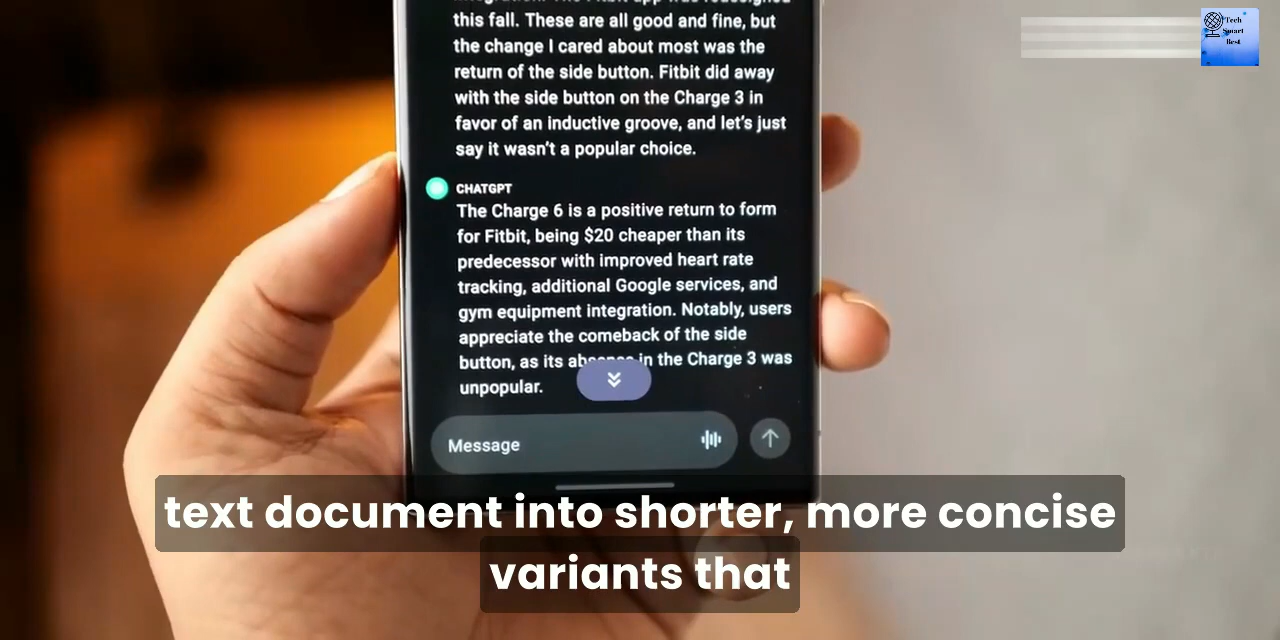 this fall. These are all good and fine, but
the change I cared about most was the
return of the side button. Fitbit did away
with the side button on the Charge 3 in
favor of an inductive groove, and let's just
say it wasn't a popular choice.
CHATGPT
The Charge 6 is a positive return to form
for Fitbit, being $20 cheaper than its
predecessor with improved heart rate
tracking, additional Google services, and
gym equipment integration. Notably, users
appreciate the comeback of the side
button, as its absence in the Charge 3 was
unpopular.
Message
text document into shorter, more concise
variants that
Tech
Smart
Best